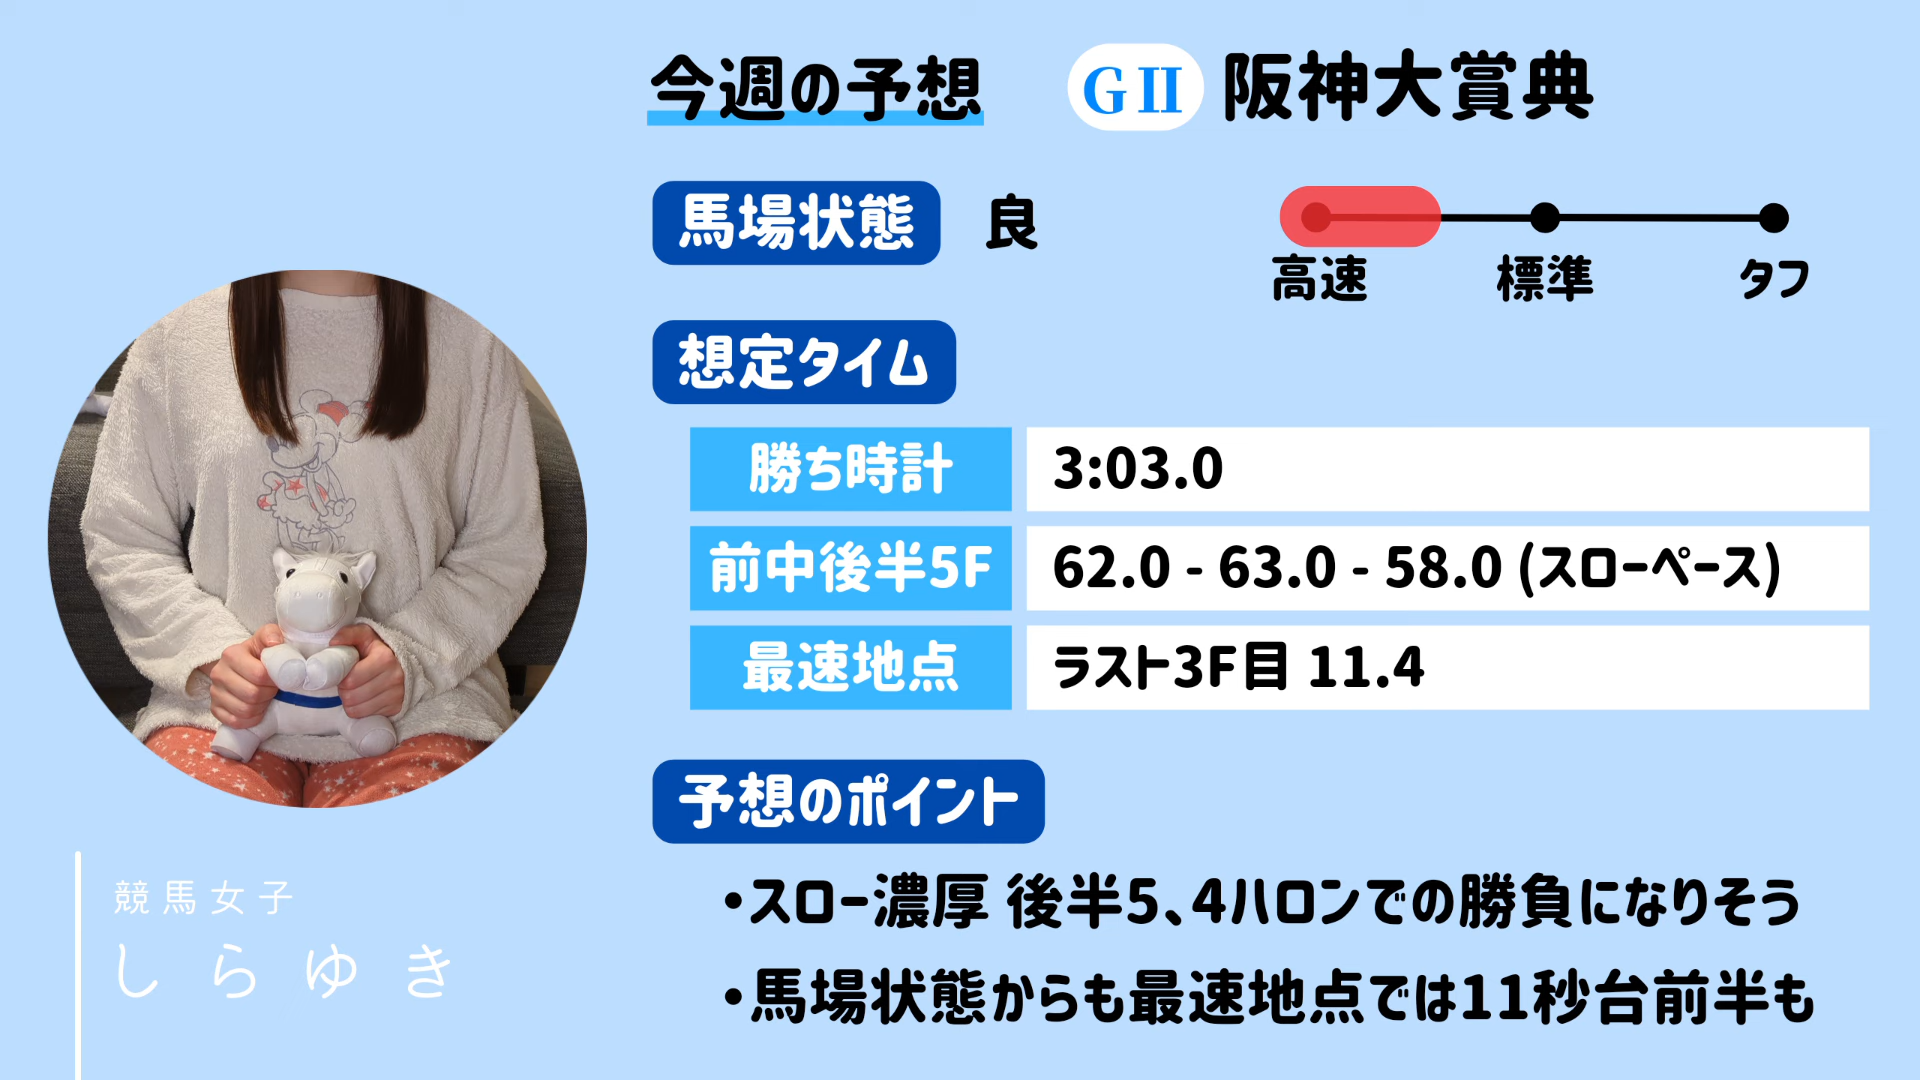 今週の予想
GⅡ 阪神大賞典
馬場状態 良
高速 標準 タフ
想定タイム
勝ち時計 3:03.0
前中後半5F 62.0 - 63.0 - 58.0 (スローペース)
最速地点 ラスト3F目 11.4
予想のポイント
・スロー濃厚 後半5、4ハロンでの勝負になりそう
・馬場状態からも最速地点では11秒台前半も
競馬女子
しらゆき